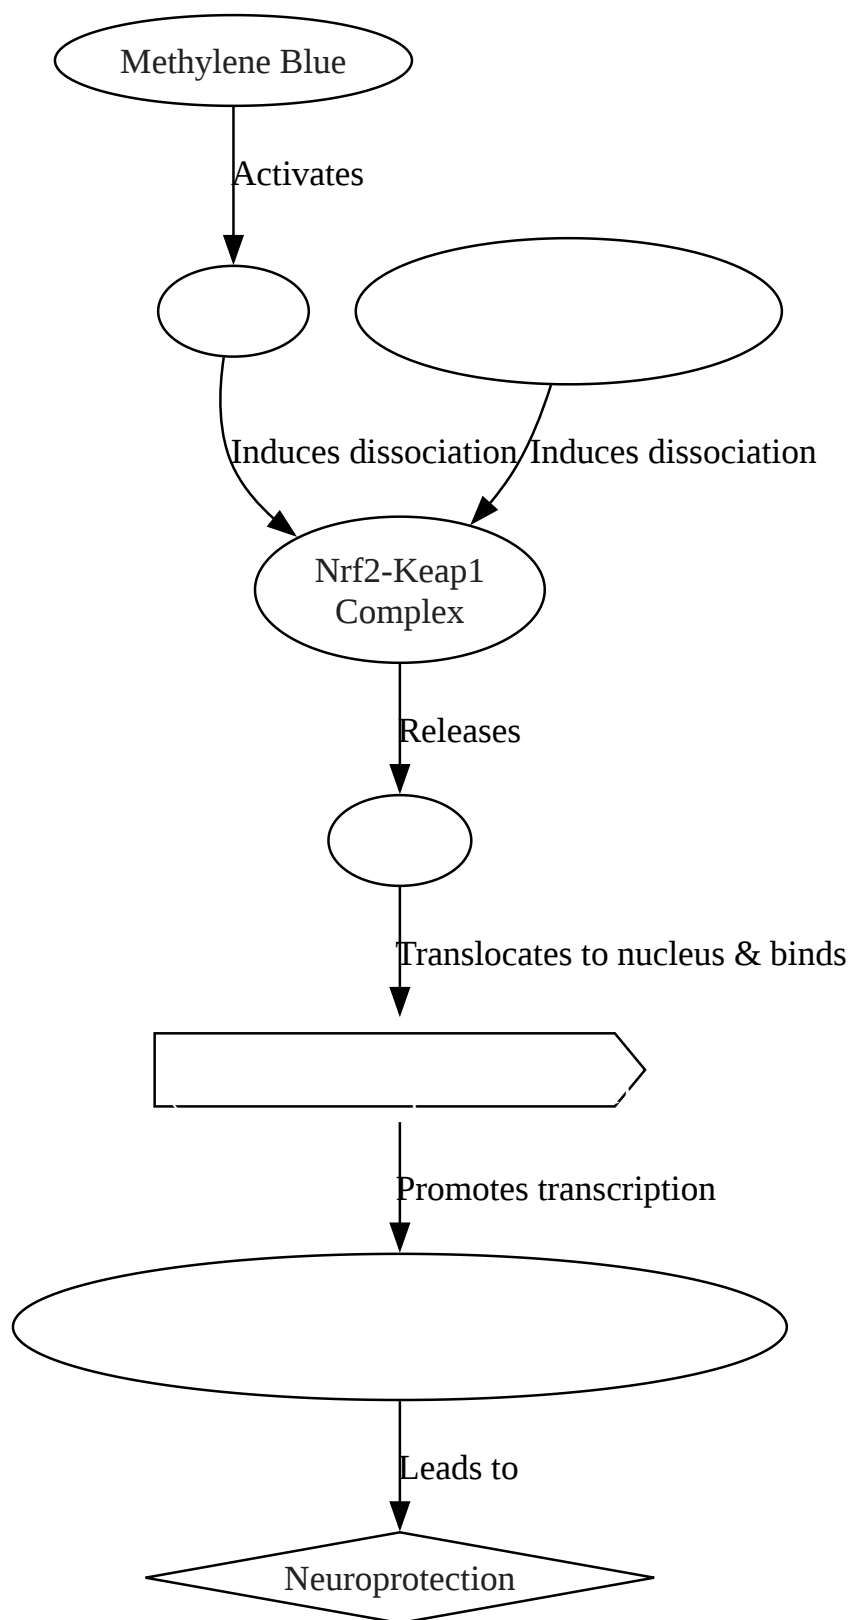 Methylene Blue
Activates
Induces dissociation
Induces dissociation
Nrf2-Keap1
Complex
Releases
Translocates to nucleus & binds
Promotes transcription
Leads to
Neuroprotection